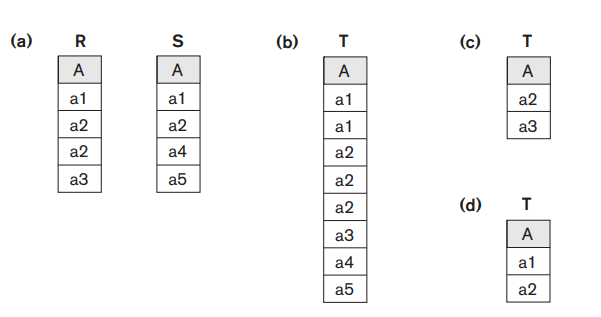 (a) R S (b) T (c) T
A A A A
a1 a1 a1 a2
a2 a2 a1 a3
a2 a4 a2
a3 a5 a2
a2 (d) T
a3 A
a4 a1
a5 a2